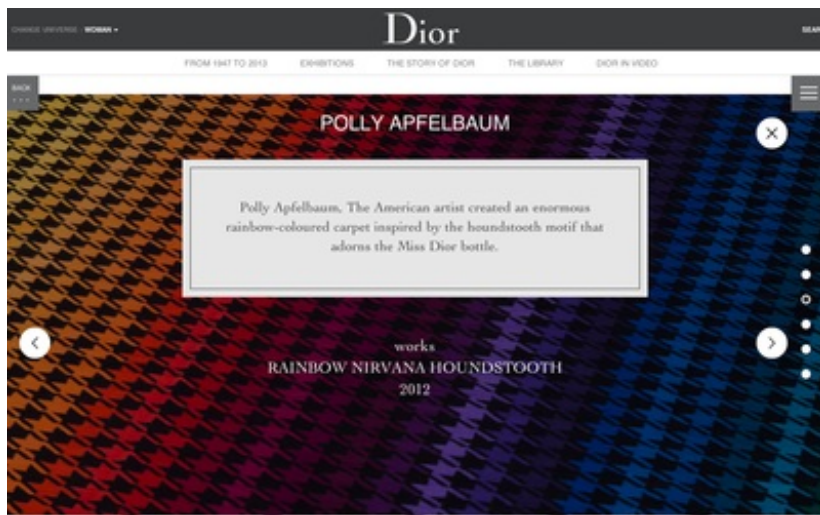 CHANGE UNIVERSE : WOMAN
Dior
SEAR
FROM 1947 TO 2013 EXHIBITIONS THE STORY OF DIOR THE LIBRARY DIOR IN VIDEO
BACK
POLLY APFELBAUM
Polly Apfelbaum, The American artist created an enormous
rainbow-coloured carpet inspired by the houndstooth motif that
adorns the Miss Dior bottle.
works
RAINBOW NIRVANA HOUNDSTOOTH
2012